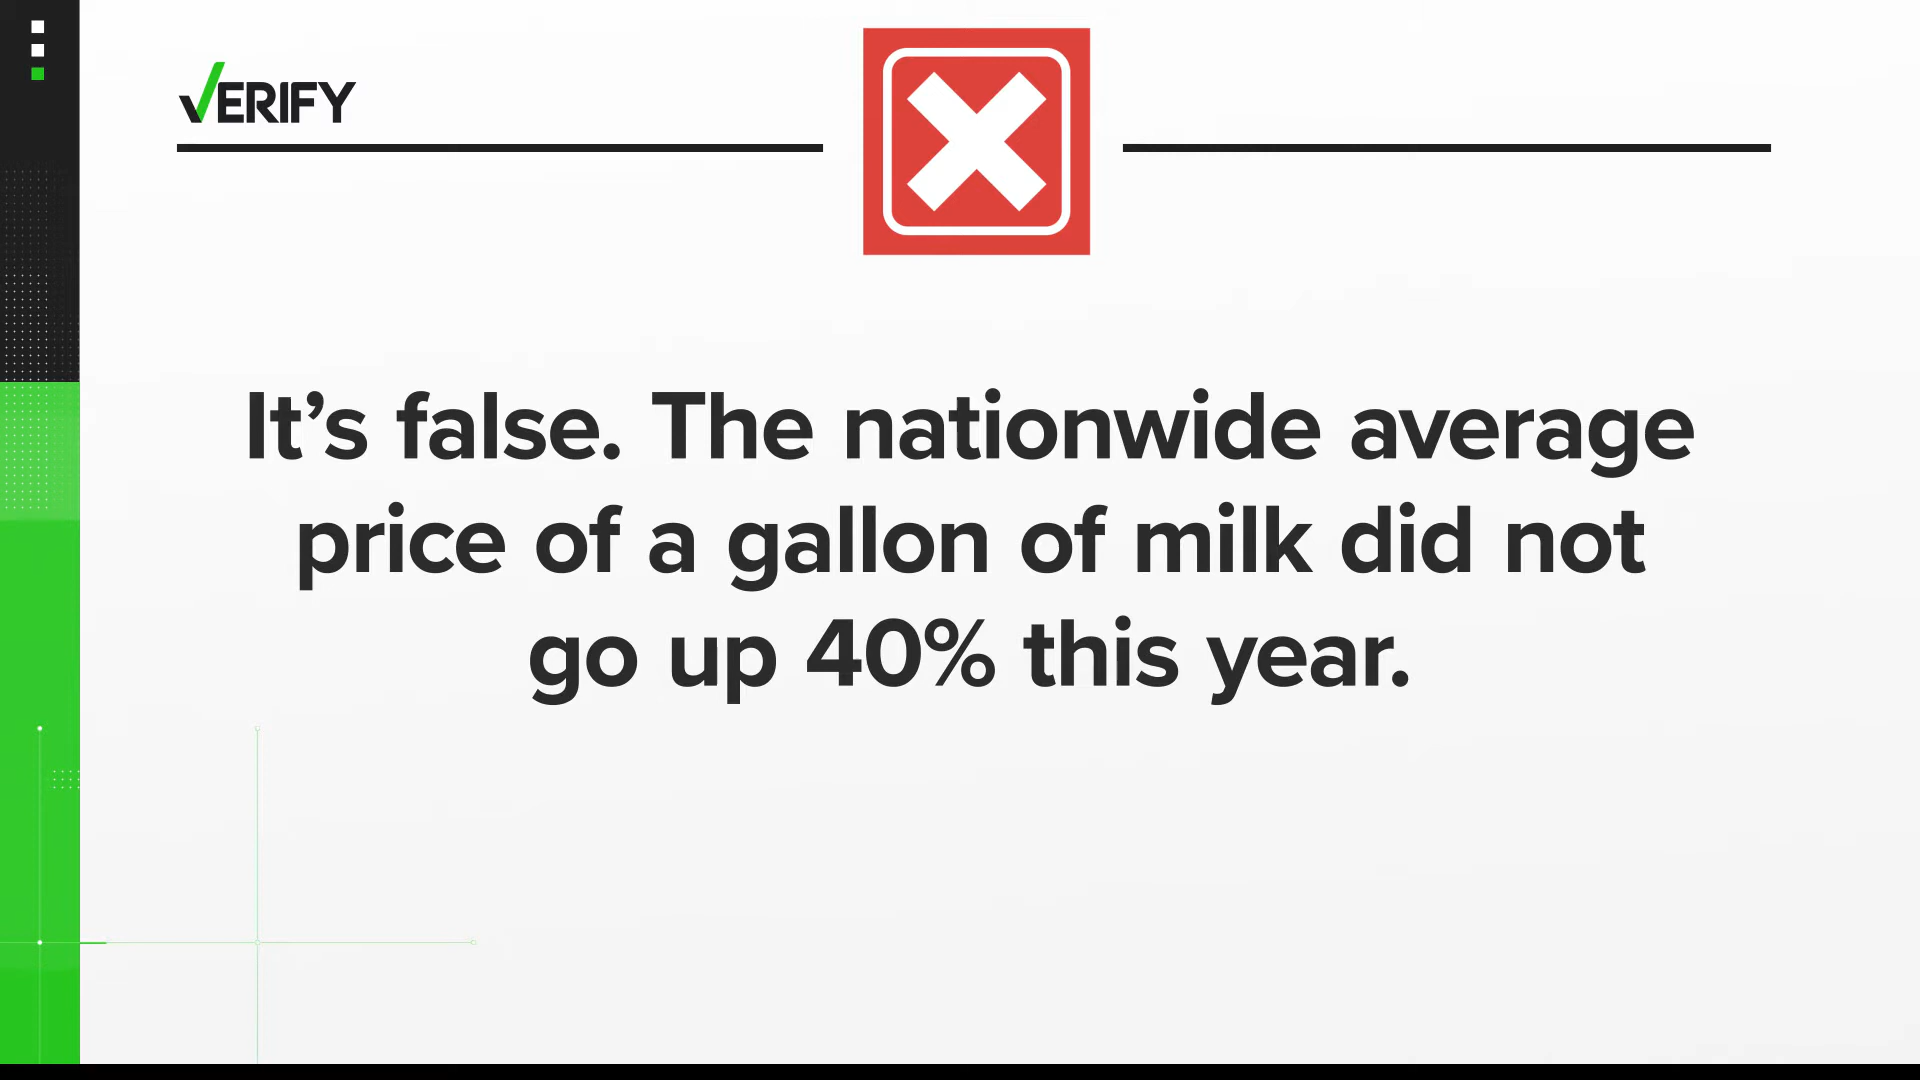 VERIFY
It’s false. The nationwide average
price of a gallon of milk did not
go up 40% this year.